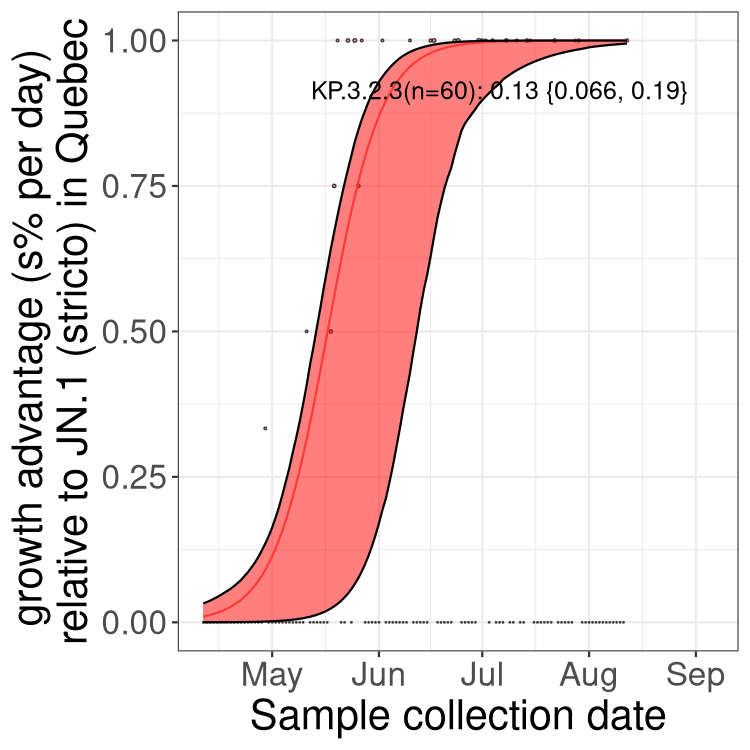 growth advantage (s% per day)
relative to JN.1 (stricto) in Quebec
1.00
0.75
0.50
0.25
0.00
KP.3.2.3(n=60): 0.13 {0.066, 0.19}
May Jun Jul Aug Sep
Sample collection date